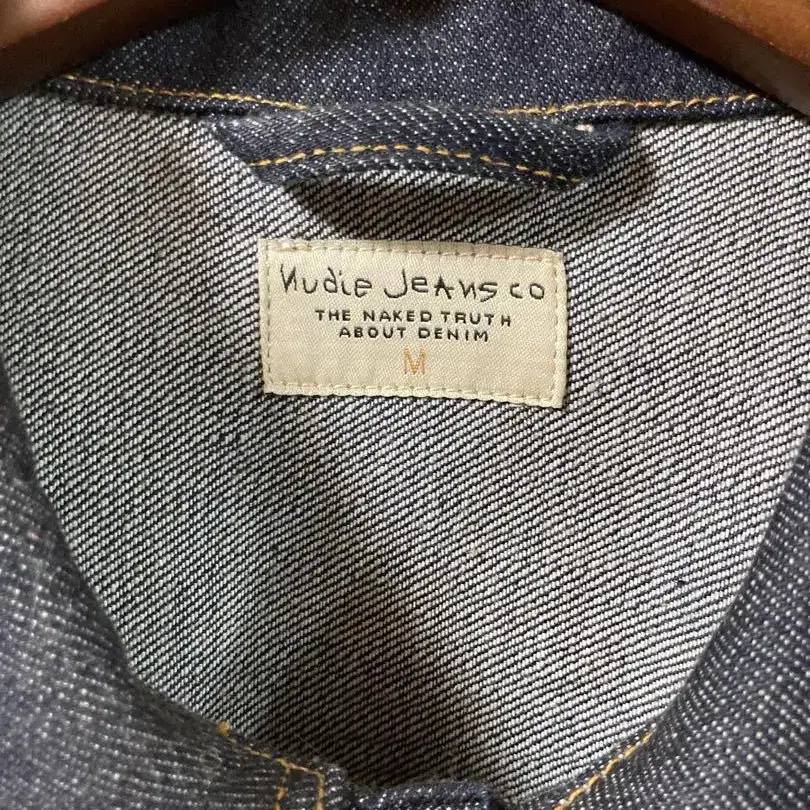 Nudie Jeans co
THE NAKED TRUTH
ABOUT DENIM
M